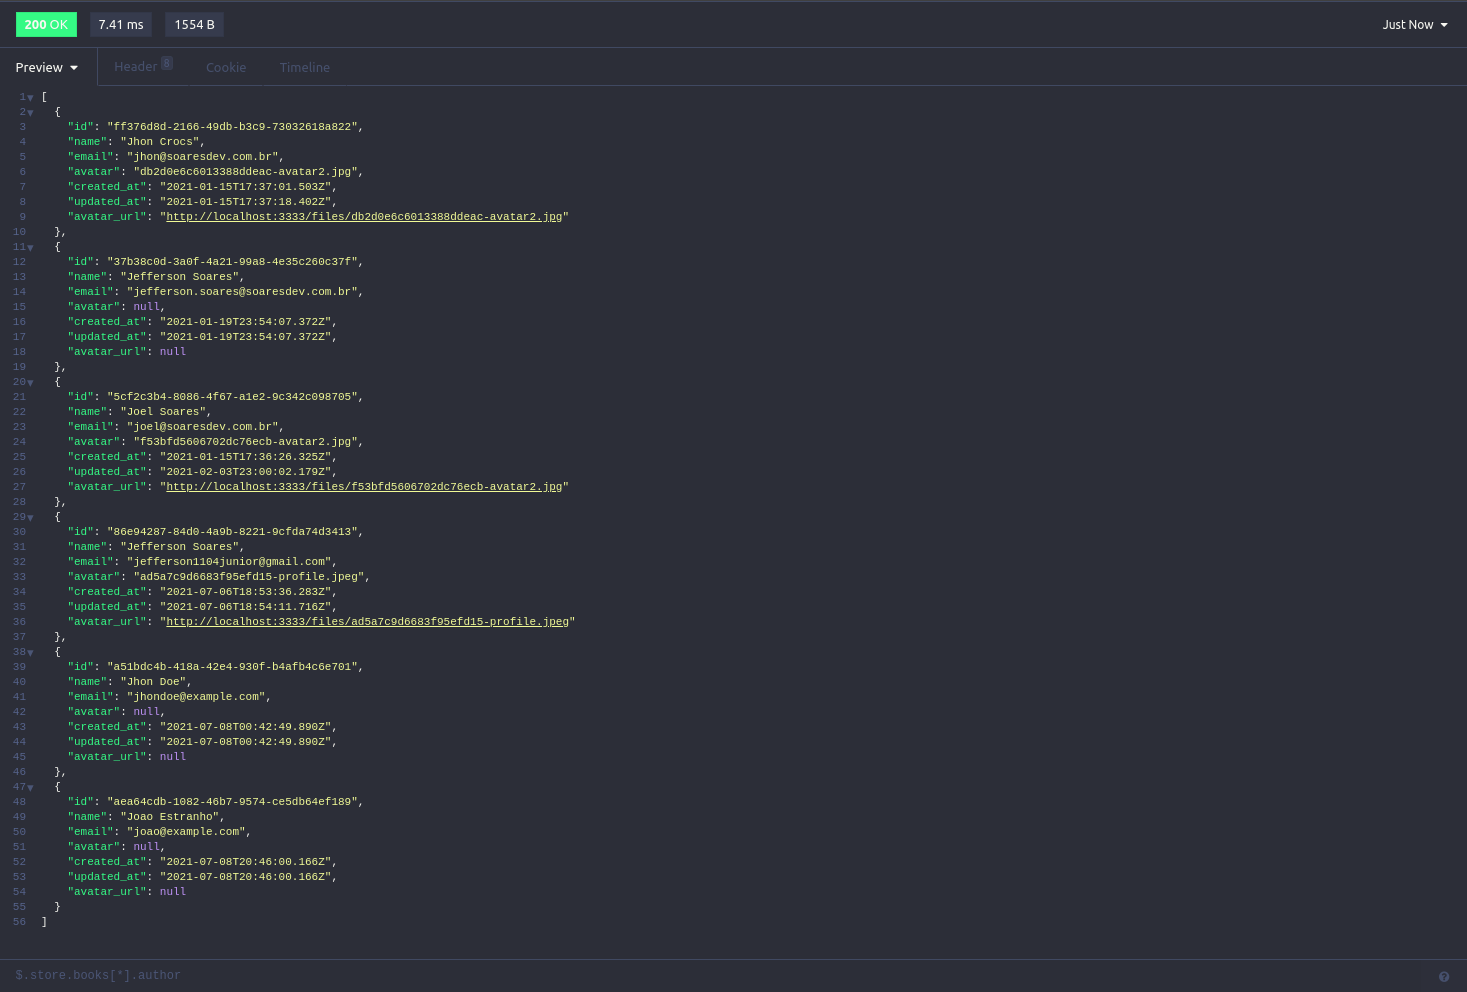 200 OK 7.41 ms 1554 B Just Now
Preview Header 8 Cookie Timeline
1 [
2 {
3 "id": "ff376d8d-2166-49db-b3c9-73032618a822",
4 "name": "Jhon Crocs",
5 "email": "jhon@soaresdev.com.br",
6 "avatar": "db2d0e6c6013388ddeac-avatar2.jpg",
7 "created_at": "2021-01-15T17:37:01.503Z",
8 "updated_at": "2021-01-15T17:37:18.402Z",
9 "avatar_url": "http://localhost:3333/files/db2d0e6c6013388ddeac-avatar2.jpg"
10 },
11 {
12 "id": "37b38c0d-3a0f-4a21-99a8-4e35c260c37f",
13 "name": "Jefferson Soares",
14 "email": "jefferson.soares@soaresdev.com.br",
15 "avatar": null,
16 "created_at": "2021-01-19T23:54:07.372Z",
17 "updated_at": "2021-01-19T23:54:07.372Z",
18 "avatar_url": null
19 },
20 {
21 "id": "5cf2c3b4-8086-4f67-a1e2-9c342c098705",
22 "name": "Joel Soares",
23 "email": "joel@soaresdev.com.br",
24 "avatar": "f53bfd5606702dc76ecb-avatar2.jpg",
25 "created_at": "2021-01-15T17:36:26.325Z",
26 "updated_at": "2021-02-03T23:00:02.179Z",
27 "avatar_url": "http://localhost:3333/files/f53bfd5606702dc76ecb-avatar2.jpg"
28 },
29 {
30 "id": "86e94287-84d0-4a9b-8221-9cfda74d3413",
31 "name": "Jefferson Soares",
32 "email": "jefferson1104junior@gmail.com",
33 "avatar": "ad5a7c9d6683f95efd15-profile.jpeg",
34 "created_at": "2021-07-06T18:53:36.283Z",
35 "updated_at": "2021-07-06T18:54:11.716Z",
36 "avatar_url": "http://localhost:3333/files/ad5a7c9d6683f95efd15-profile.jpeg"
37 },
38 {
39 "id": "a51bdc4b-418a-42e4-930f-b4afb4c6e701",
40 "name": "Jhon Doe",
41 "email": "jhondoe@example.com",
42 "avatar": null,
43 "created_at": "2021-07-08T00:42:49.890Z",
44 "updated_at": "2021-07-08T00:42:49.890Z",
45 "avatar_url": null
46 },
47 {
48 "id": "aea64cdb-1082-46b7-9574-ce5db64ef189",
49 "name": "Joao Estranho",
50 "email": "joao@example.com",
51 "avatar": null,
52 "created_at": "2021-07-08T20:46:00.166Z",
53 "updated_at": "2021-07-08T20:46:00.166Z",
54 "avatar_url": null
55 }
56 ]
$.store.books[*].author